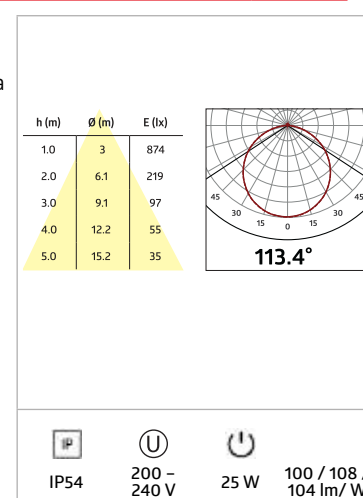 a
h (m) Ø (m) E (lx)
1.0 3 874
2.0 6.1 219
3.0 9.1 97
4.0 12.2 55
5.0 15.2 35
45 30 15 0 15 30 45
113.4°
IP
IP54
U
200 –
240 V
25 W
100 / 108 /
104 lm/ W